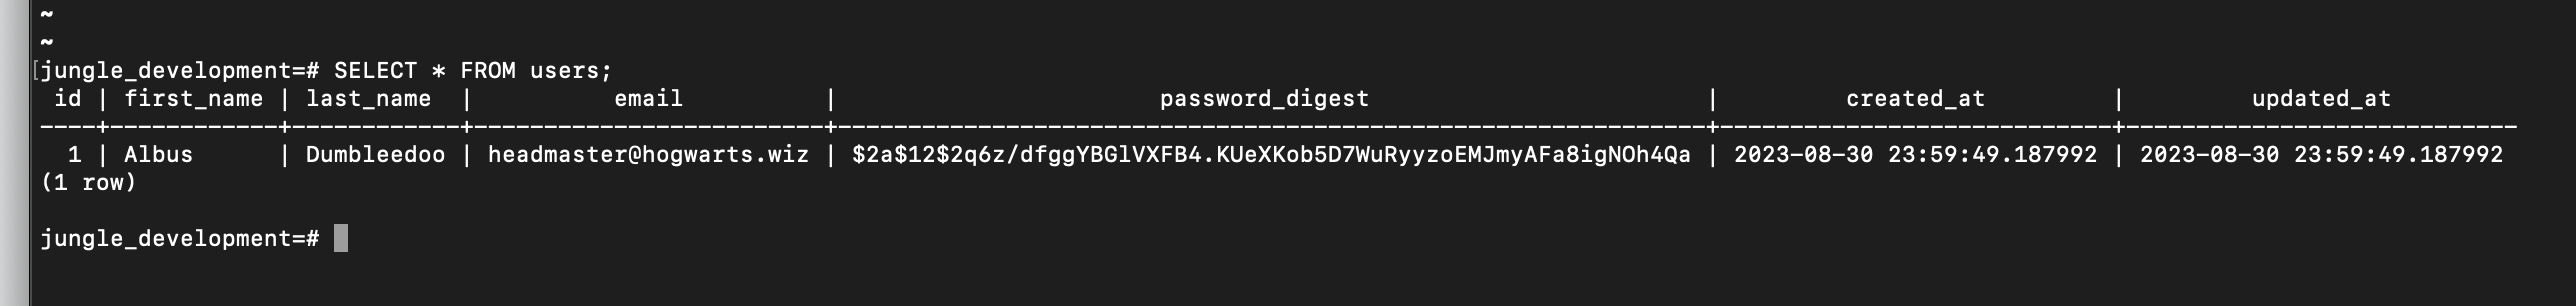 ~
~
jungle_development=# SELECT * FROM users;
 id | first_name | last_name  |          email          |                       password_digest                        |         created_at         |         updated_at
----+------------+------------+-------------------------+--------------------------------------------------------------+----------------------------+----------------------------
  1 | Albus      | Dumbleedoo | headmaster@hogwarts.wiz | $2a$12$2q6z/dfggYBGlVXFB4.KUeXKob5D7WuRyyzoEMJmyAFa8igNOh4Qa | 2023-08-30 23:59:49.187992 | 2023-08-30 23:59:49.187992
(1 row)
jungle_development=#